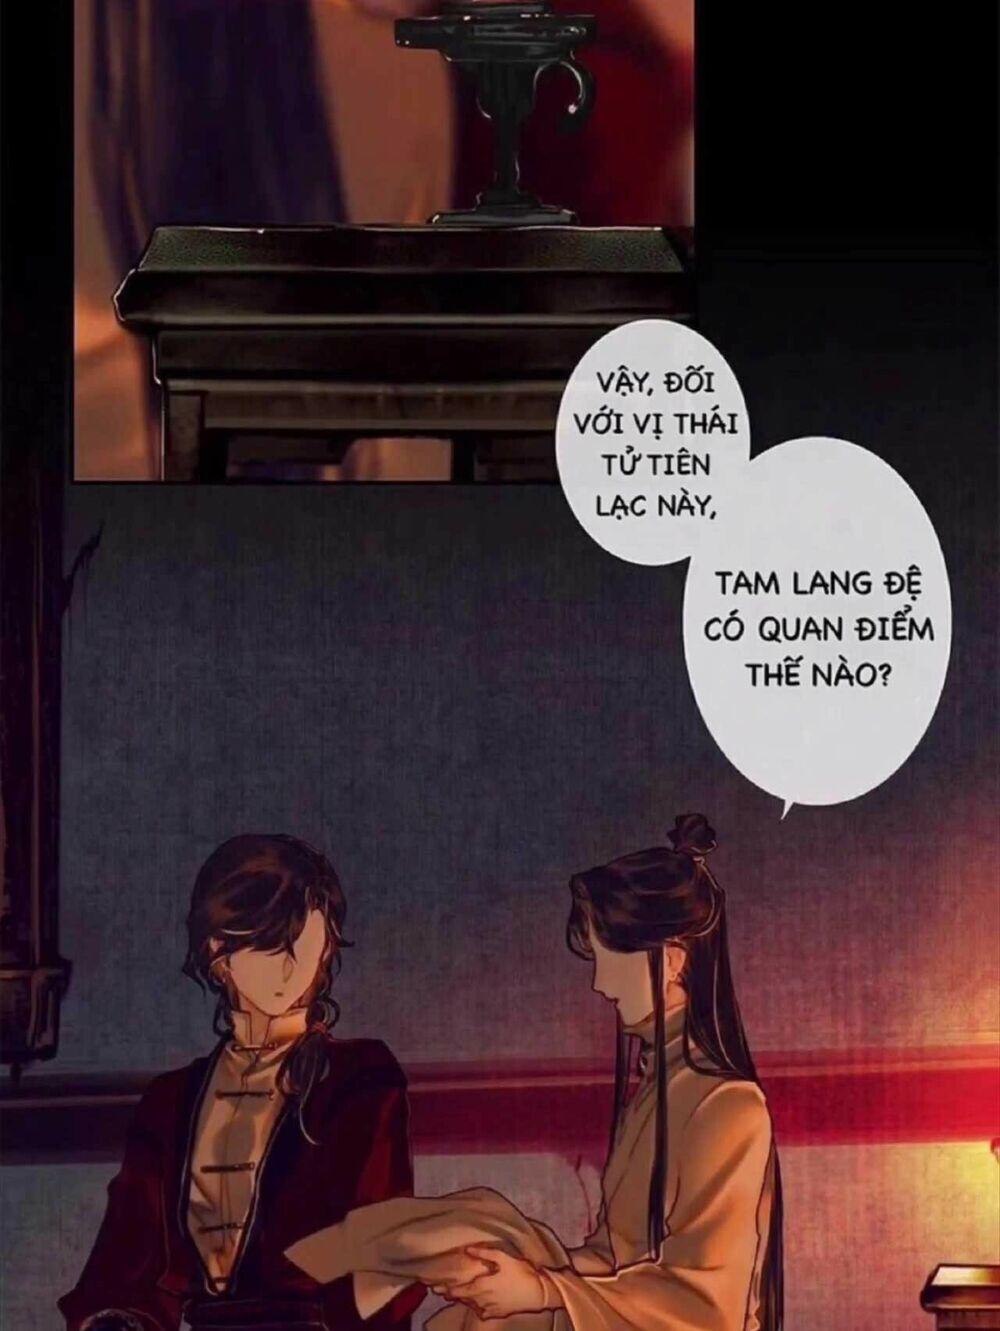 VẬY, ĐỐI
VỚI VỊ THÁI
TỬ TIÊN
LẠC NÀY,
TAM LANG ĐỆ
CÓ QUAN ĐIỂM
THẾ NÀO?